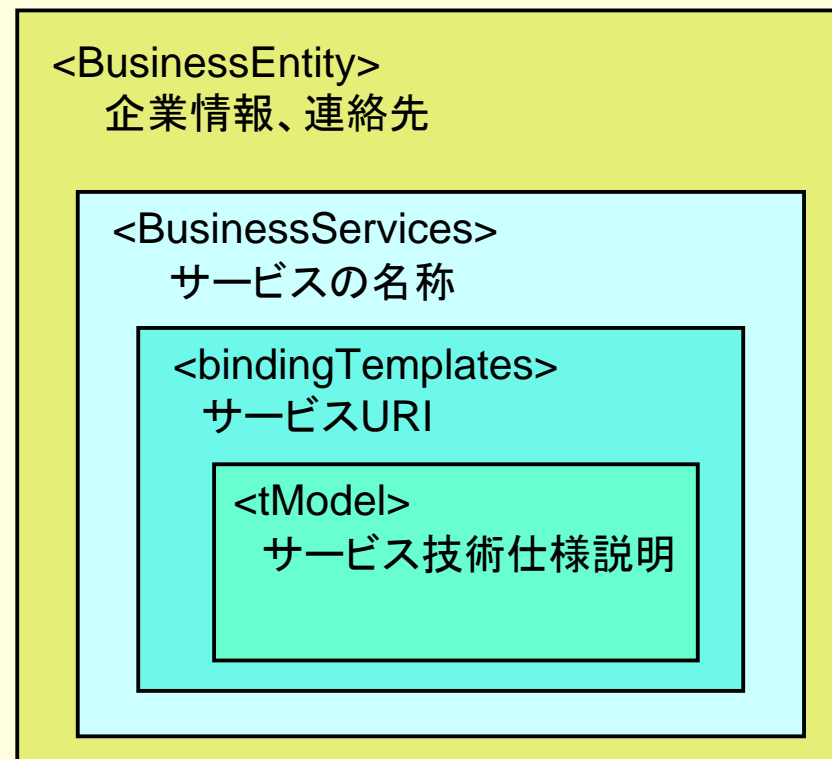 <BusinessEntity>
企業情報、連絡先
<BusinessServices>
サービスの名称
<bindingTemplates>
サービスURI
<tModel>
サービス技術仕様説明